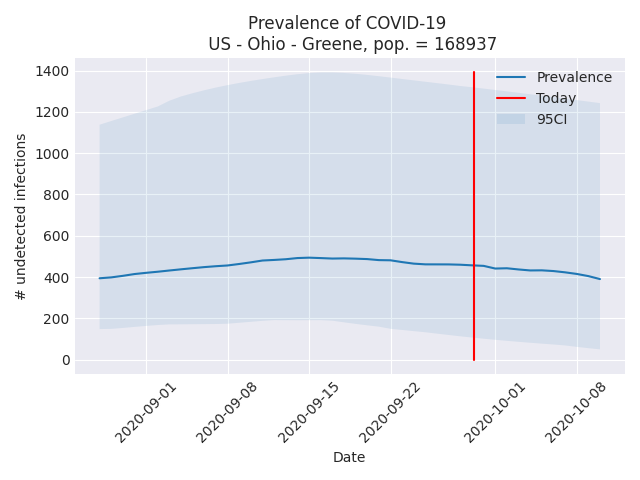 Prevalence of COVID-19
US - Ohio - Greene, pop. = 168937
1400
1200
1000
800
600
400
200
0
# undetected infections
Prevalence
Today
95CI
2020-09-01
2020-09-08
2020-09-15
2020-09-22
2020-10-01
2020-10-08
Date